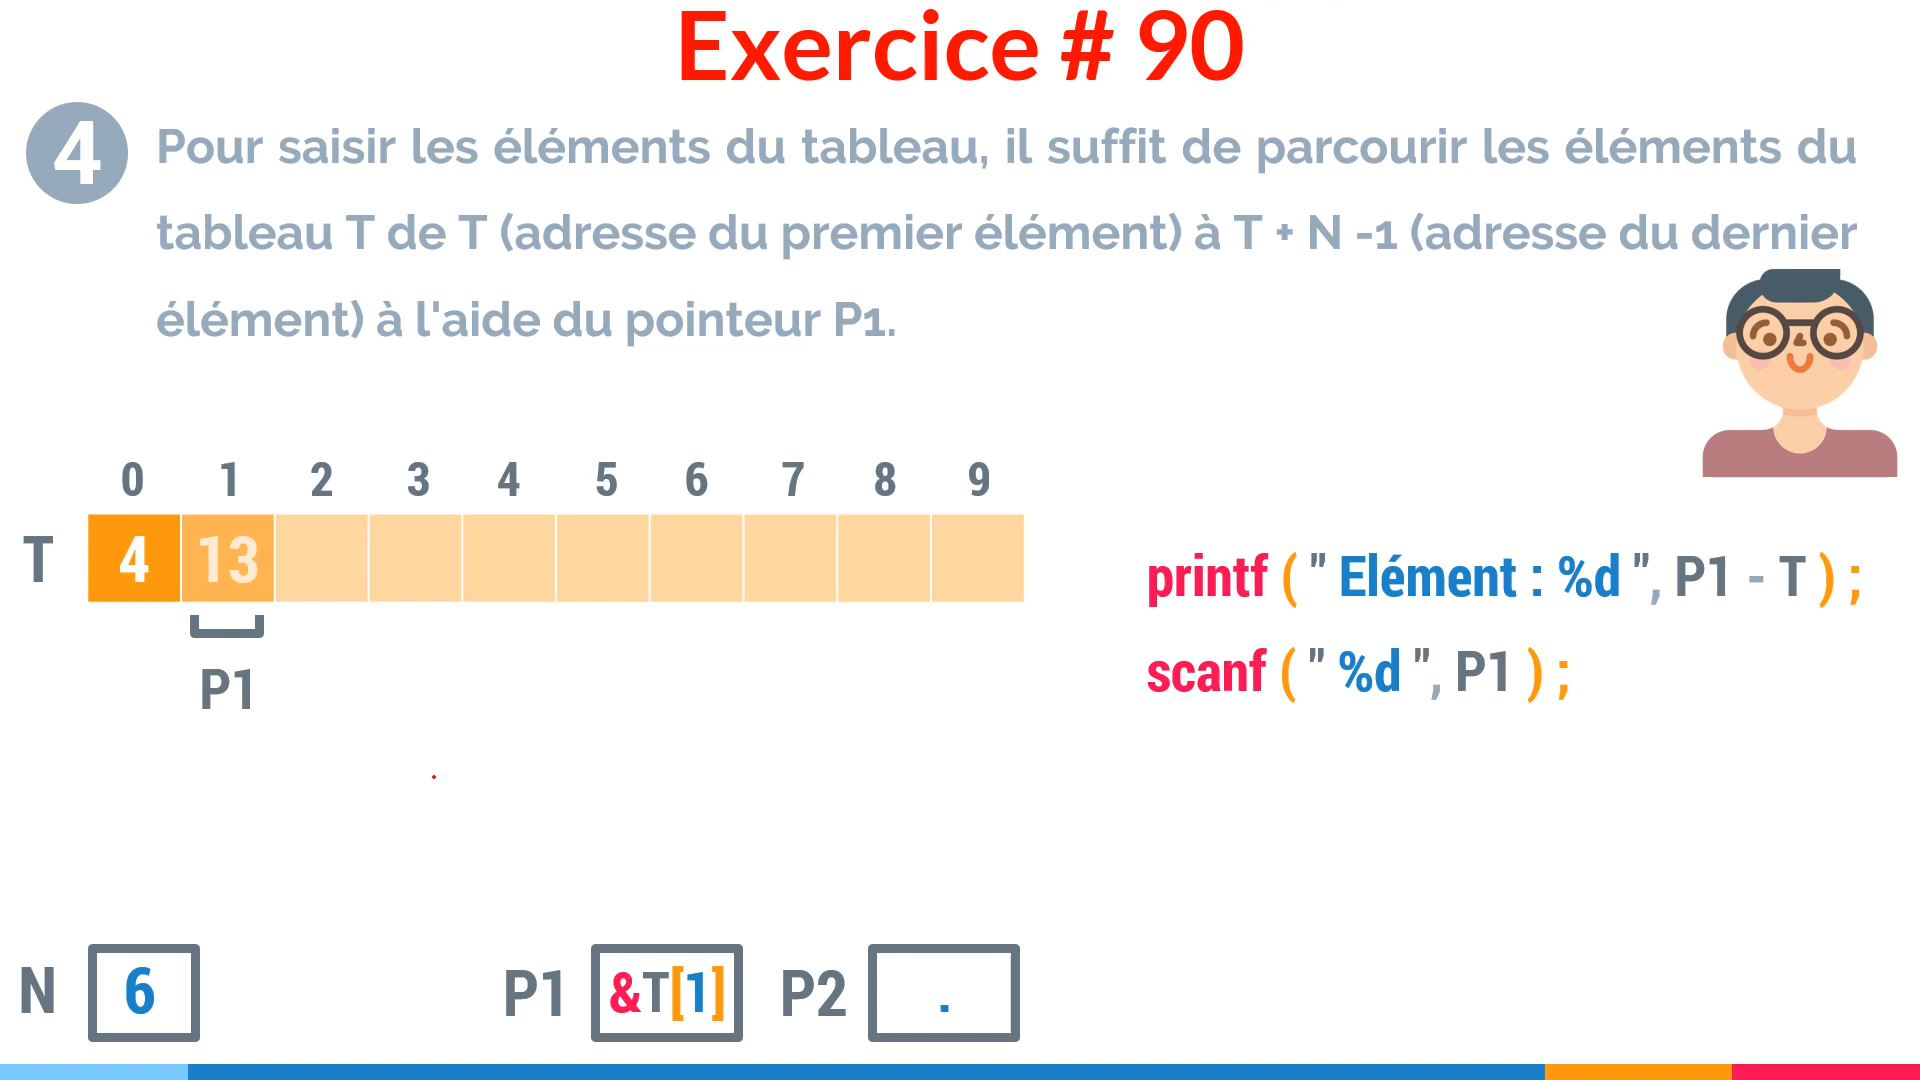 Exercice # 90
4 Pour saisir les éléments du tableau, il suffit de parcourir les éléments du
tableau T de T (adresse du premier élément) à T + N -1 (adresse du dernier
élément) à l'aide du pointeur P1.
0 1 2 3 4 5 6 7 8 9
T 4 13
P1
printf ( " Elément : %d ", P1 - T ) ;
scanf ( " %d ", P1 ) ;
N 6 P1 &T[1] P2 .